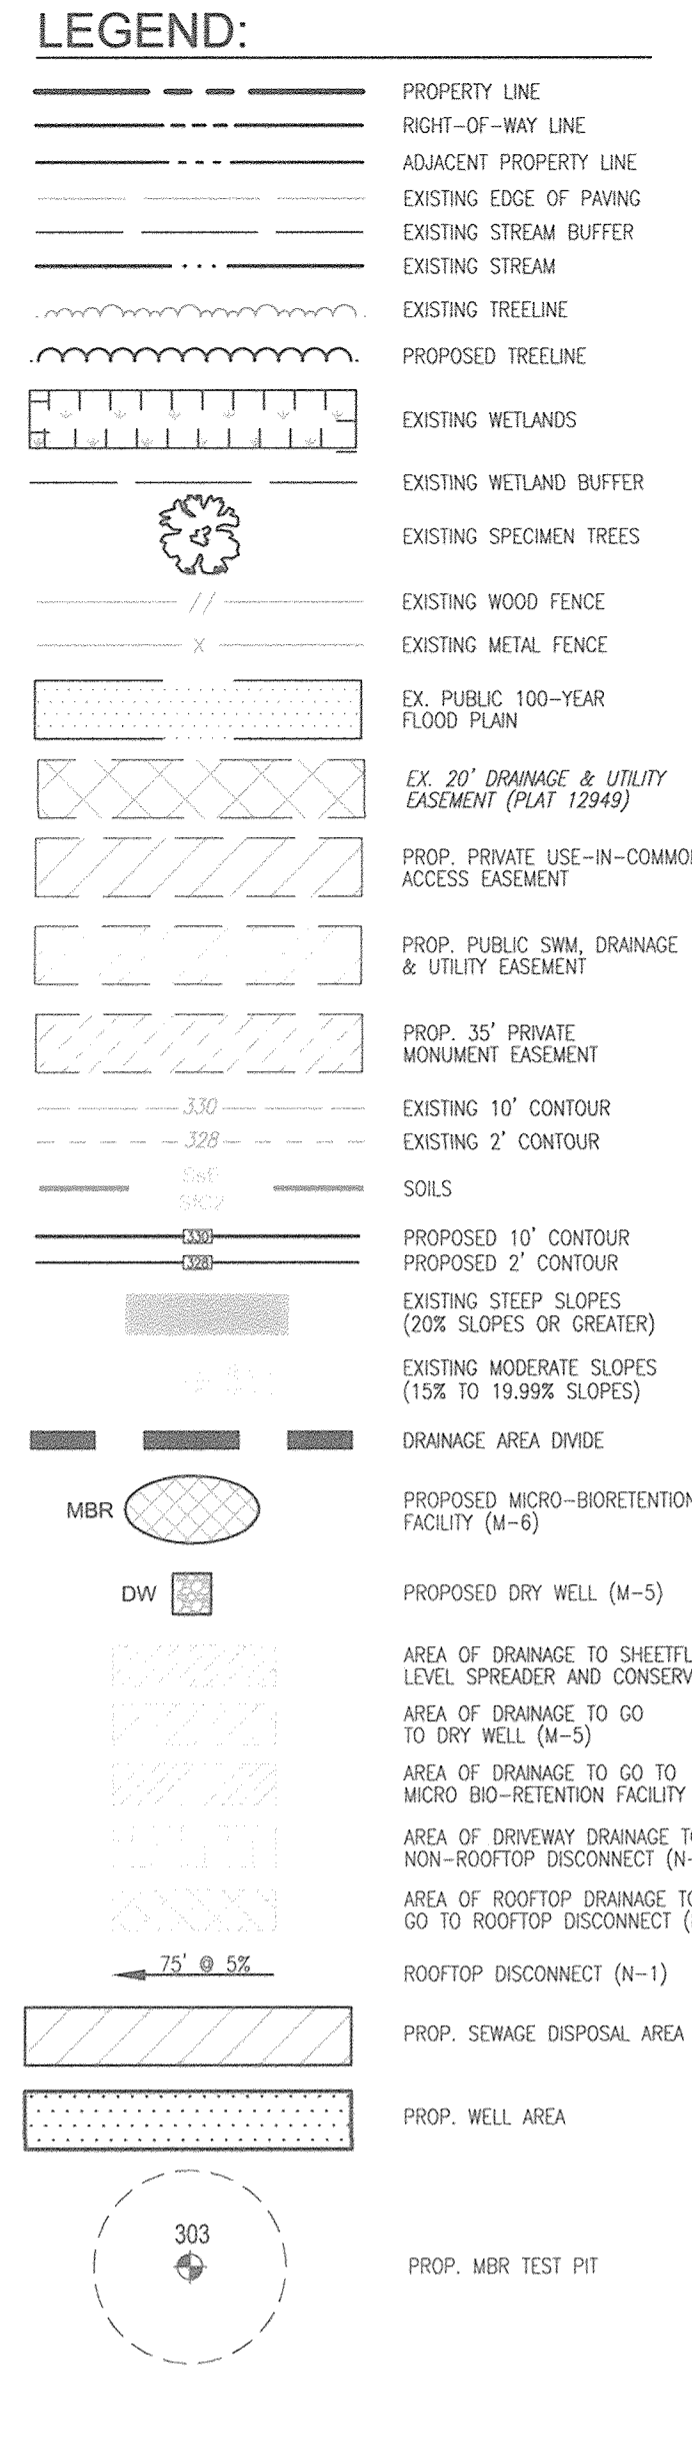 LEGEND:
PROPERTY LINE
RIGHT-OF-WAY LINE
ADJACENT PROPERTY LINE
EXISTING EDGE OF PAVING
EXISTING STREAM BUFFER
EXISTING STREAM
EXISTING TREELINE
PROPOSED TREELINE
EXISTING WETLANDS
EXISTING WETLAND BUFFER
EXISTING SPECIMEN TREES
// EXISTING WOOD FENCE
X EXISTING METAL FENCE
EX. PUBLIC 100-YEAR
FLOOD PLAIN
EX. 20' DRAINAGE & UTILITY
EASEMENT (PLAT 12949)
PROP. PRIVATE USE-IN-COMMON
ACCESS EASEMENT
PROP. PUBLIC SWM, DRAINAGE
& UTILITY EASEMENT
PROP. 35' PRIVATE
MONUMENT EASEMENT
330 EXISTING 10' CONTOUR
328 EXISTING 2' CONTOUR
SOILS
330 PROPOSED 10' CONTOUR
328 PROPOSED 2' CONTOUR
EXISTING STEEP SLOPES
(20% SLOPES OR GREATER)
EXISTING MODERATE SLOPES
(15% TO 19.99% SLOPES)
DRAINAGE AREA DIVIDE
MBR PROPOSED MICRO-BIORETENTION
FACILITY (M-6)
DW PROPOSED DRY WELL (M-5)
AREA OF DRAINAGE TO SHEETFL
LEVEL SPREADER AND CONSERV
AREA OF DRAINAGE TO GO
TO DRY WELL (M-5)
AREA OF DRAINAGE TO GO TO
MICRO BIO-RETENTION FACILITY
AREA OF DRIVEWAY DRAINAGE TO
NON-ROOFTOP DISCONNECT (N-
AREA OF ROOFTOP DRAINAGE TO
GO TO ROOFTOP DISCONNECT (
75' @ 5% ROOFTOP DISCONNECT (N-1)
PROP. SEWAGE DISPOSAL AREA
PROP. WELL AREA
303
PROP. MBR TEST PIT